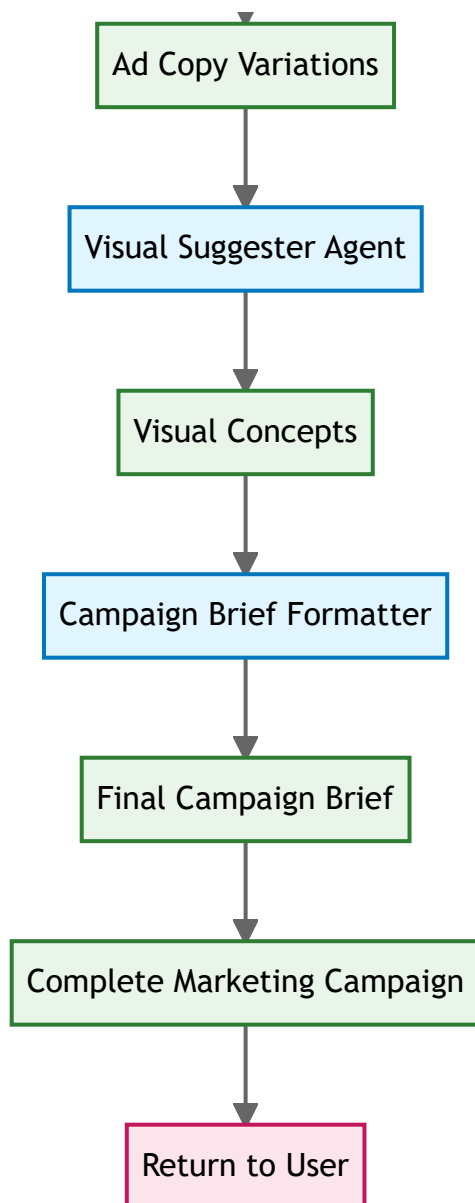 Ad Copy Variations
Visual Suggester Agent
Visual Concepts
Campaign Brief Formatter
Final Campaign Brief
Complete Marketing Campaign
Return to User